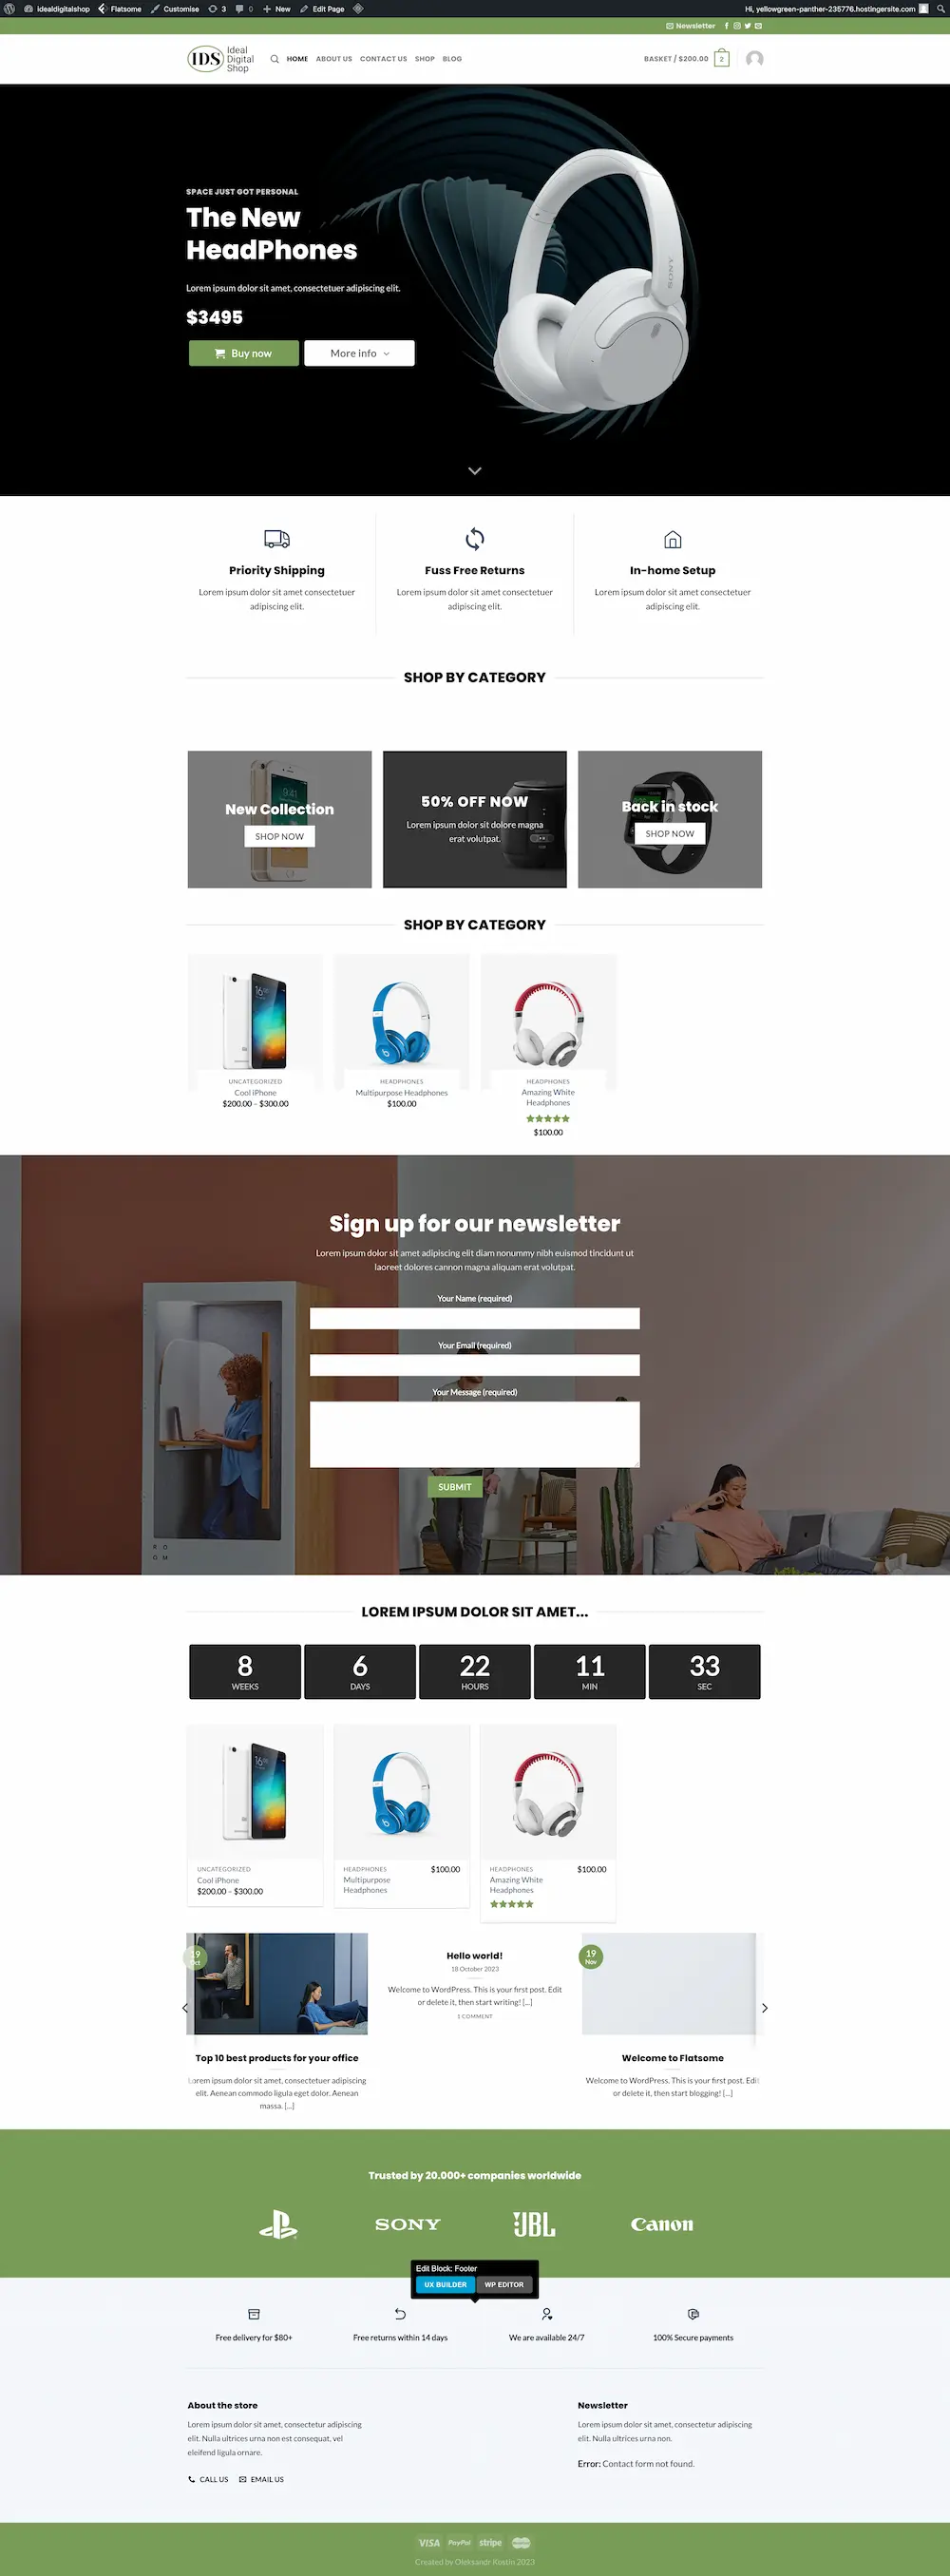 idealdigitalshop Flatsome Customise 3 0 New Edit Page Hi, yellowgreen-panther-235776.hostingersite.com
Newsletter
IDS Ideal Digital Shop
HOME ABOUT US CONTACT US SHOP BLOG BASKET / $200.00 2
SPACE JUST GOT PERSONAL
The New
HeadPhones
Lorem ipsum dolor sit amet, consectetuer adipiscing elit.
$3495
Buy now More info
SONY
Priority Shipping Fuss Free Returns In-home Setup
Lorem ipsum dolor sit amet consectetuer Lorem ipsum dolor sit amet consectetuer Lorem ipsum dolor sit amet consectetuer
adipiscing elit. adipiscing elit. adipiscing elit.
SHOP BY CATEGORY
9:41
New Collection
SHOP NOW
50% OFF NOW
Lorem ipsum dolor sit dolore magna
erat volutpat.
Back in stock
SHOP NOW
SHOP BY CATEGORY
UNCATEGORIZED
Cool iPhone
$200.00 - $300.00
HEADPHONES
Multipurpose Headphones
$100.00
HEADPHONES
Amazing White
Headphones
$100.00
Sign up for our newsletter
Lorem ipsum dolor sit amet adipiscing elit diam nonummy nibh euismod tincidunt ut
laoreet dolores cannon magna aliquam erat volutpat.
Your Name (required)
Your Email (required)
Your Message (required)
SUBMIT
RO
OM
LOREM IPSUM DOLOR SIT AMET...
8 6 22 11 33
WEEKS DAYS HOURS MIN SEC
UNCATEGORIZED
Cool iPhone
$200.00 - $300.00
HEADPHONES $100.00
Multipurpose
Headphones
HEADPHONES $100.00
Amazing White
Headphones
19
Oct
Top 10 best products for your office
Lorem ipsum dolor sit amet, consectetuer adipiscing
elit. Aenean commodo ligula eget dolor. Aenean
massa. [...]
Hello world!
18 October 2023
Welcome to WordPress. This is your first post. Edit
or delete it, then start writing! [...]
1 COMMENT
19
Nov
Welcome to Flatsome
Welcome to WordPress. This is your first post. Edit
or delete it, then start blogging! [...]
Trusted by 20.000+ companies worldwide
SONY JBL Canon
Edit Block: Footer
UX BUILDER WP EDITOR
Free delivery for $80+ Free returns within 14 days We are available 24/7 100% Secure payments
About the store
Lorem ipsum dolor sit amet, consectetur adipiscing
elit. Nulla ultrices urna non est consequat, vel
eleifend ligula ornare.
CALL US EMAIL US
Newsletter
Lorem ipsum dolor sit amet, consectetur adipiscing
elit. Nulla ultrices urna non.
Error: Contact form not found.
VISA PayPal stripe
Created by Oleksandr Kostin 2023